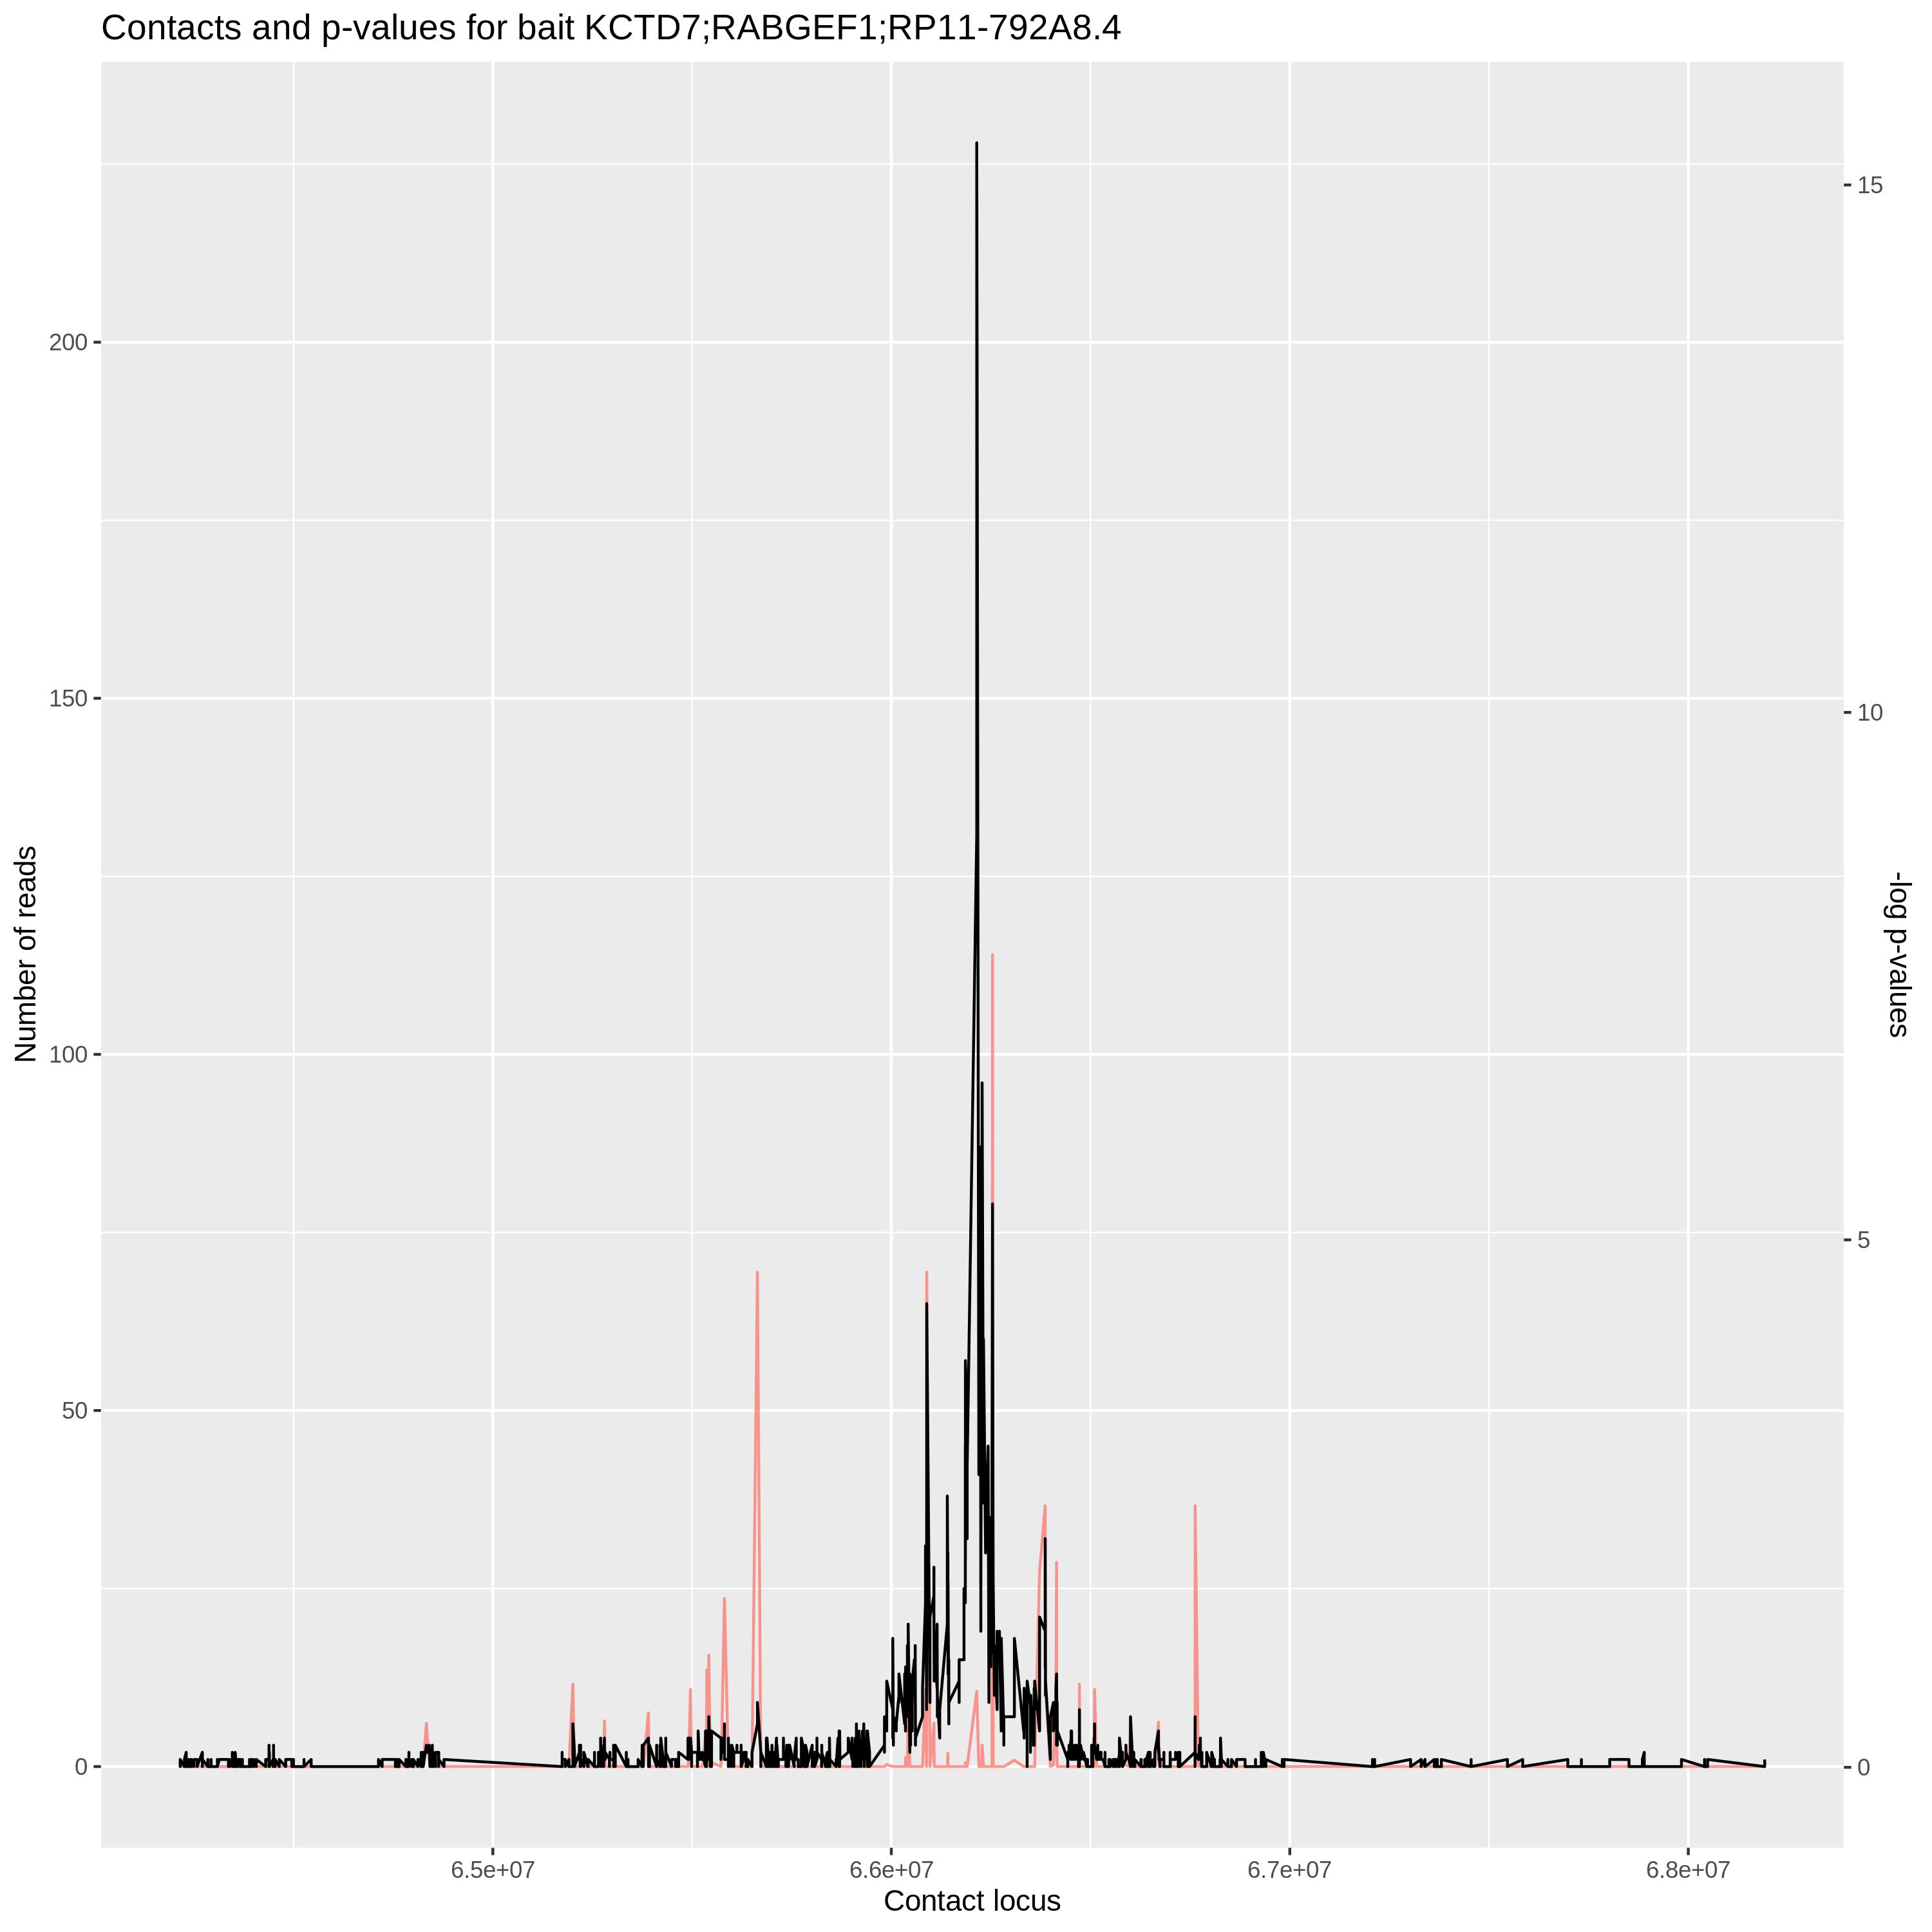 Contacts and p-values for bait KCTD7;RABGEF1;RP11-792A8.4
200
150
100
50
0
Number of reads
15
10
5
0
-log p-values
6.5e+07 6.6e+07 6.7e+07 6.8e+07
Contact locus